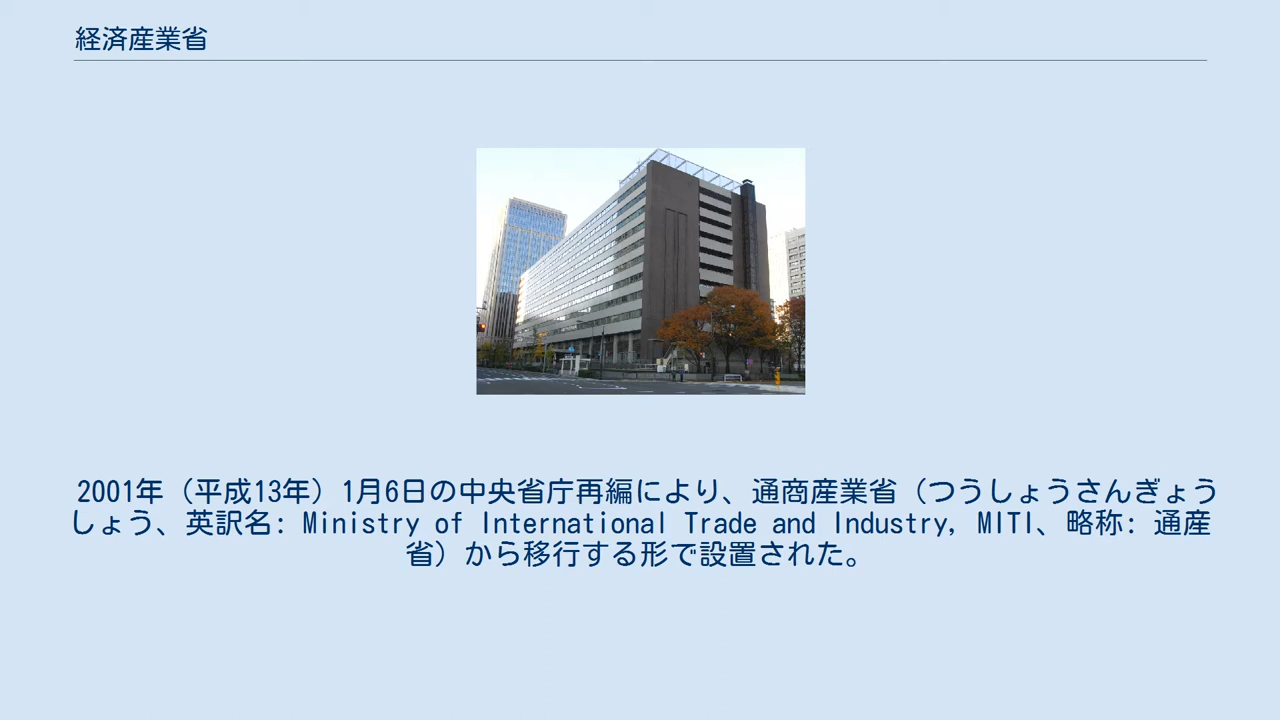 経済産業省
2001年（平成13年）1月6日の中央省庁再編により、通商産業省（つうしょうさんぎょう
しょう、英訳名: Ministry of International Trade and Industry, MITI、略称: 通産
省）から移行する形で設置された。